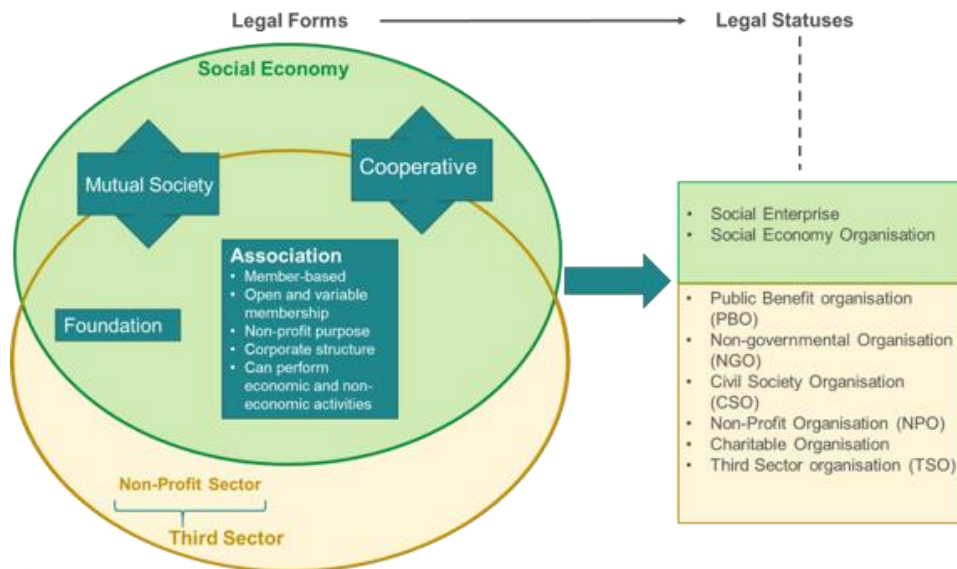 Legal Forms
Legal Statuses
Social Economy
Mutual Society
Cooperative
Association
• Member-based
• Open and variable
membership
• Non-profit purpose
• Corporate structure
• Can perform
economic and non-
economic activities
Foundation
Non-Profit Sector
Third Sector
• Social Enterprise
• Social Economy Organisation
• Public Benefit organisation
(PBO)
• Non-governmental Organisation
(NGO)
• Civil Society Organisation
(CSO)
• Non-Profit Organisation (NPO)
• Charitable Organisation
• Third Sector organisation (TSO)